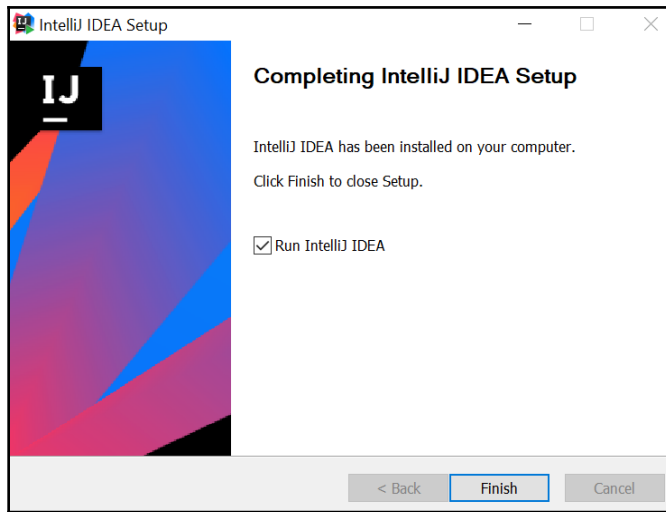 IntelliJ IDEA Setup
IJ
Completing IntelliJ IDEA Setup
IntelliJ IDEA has been installed on your computer.
Click Finish to close Setup.
Run IntelliJ IDEA
< Back
Finish
Cancel